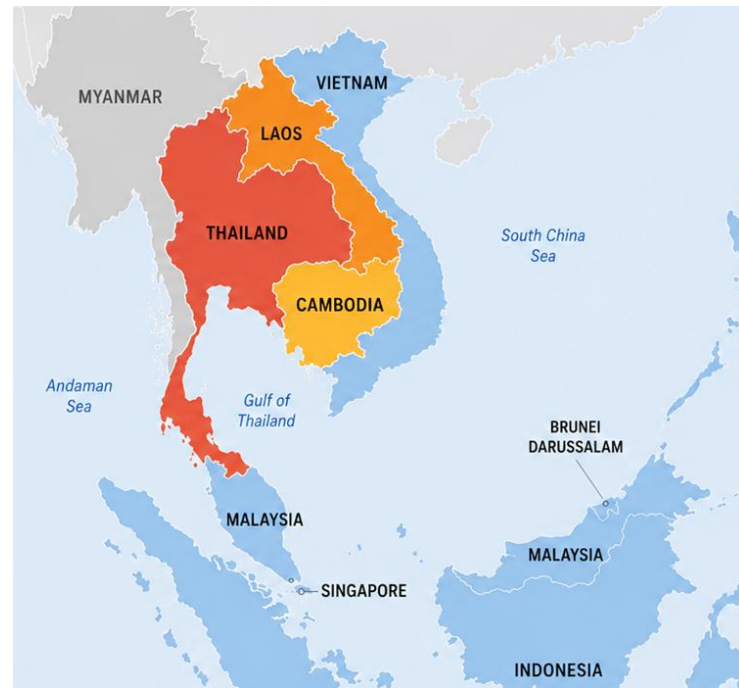 VIETNAM
MYANMAR
LAOS
THAILAND
South China
Sea
CAMBODIA
Andaman
Sea
Gulf of
Thailand
BRUNEI
DARUSSALAM
MALAYSIA
MALAYSIA
SINGAPORE
INDONESIA